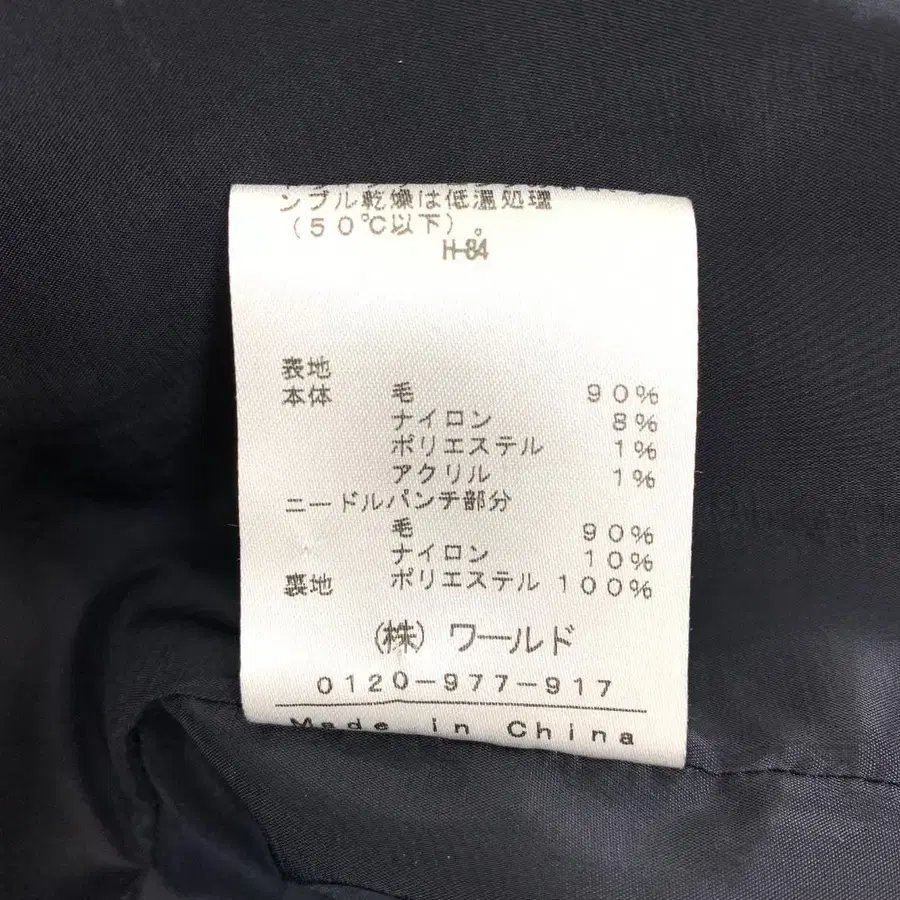 ンブル乾燥は低温処理
（50℃以下）。
H-84
表地
本体 毛 90%
ナイロン 8%
ポリエステル 1%
アクリル 1%
ニードルパンチ部分
毛 90%
ナイロン 10%
裏地 ポリエステル 100%
（株）ワールド
0120-977-917
Made in China